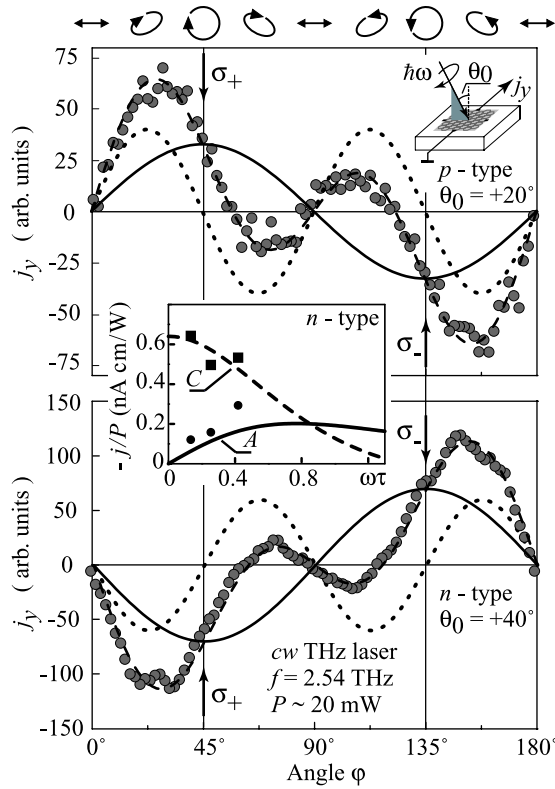 75
50
25
0
-25
-50
-75
j_y ( arb. units )
σ+
ħω
θ0
j_y
p - type
θ0 = +20°
σ-
n - type
0.6
0.4
0.2
0
- j/P (nA cm/W)
C
A
0
0.4
0.8
ωτ
150
100
50
0
-50
-100
-150
j_y ( arb. units )
σ-
n - type
θ0 = +40°
cw THz laser
f = 2.54 THz
P ~ 20 mW
σ+
0°
45°
90°
135°
180°
Angle φ